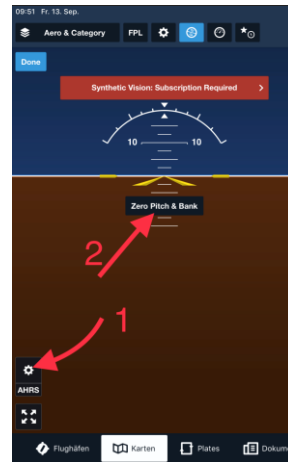 09:51 Fr. 13. Sep.
Aero & Category FPL
Done
Synthetic Vision: Subscription Required
10 10
Zero Pitch & Bank
2
1
AHRS
Flughäfen Karten Plates Dokum